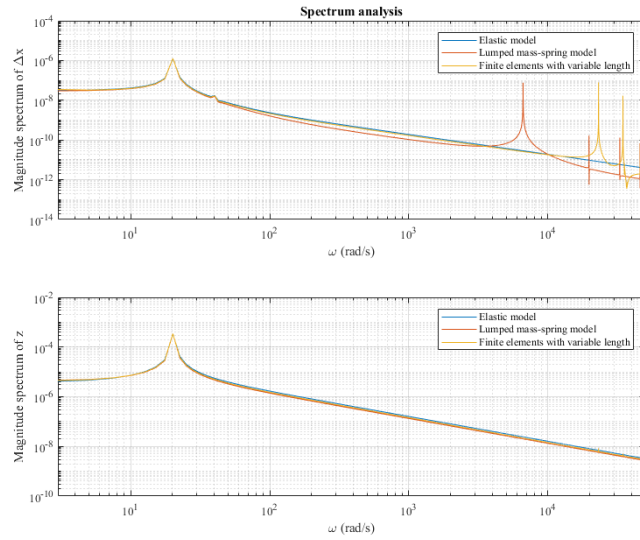 Spectrum analysis
Magnitude spectrum of Δx
10^-4
10^-6
10^-8
10^-10
10^-12
10^-14
Elastic model
Lumped mass-spring model
Finite elements with variable length
10^1
10^2
10^3
10^4
ω (rad/s)
Magnitude spectrum of z
10^-2
10^-4
10^-6
10^-8
10^-10
Elastic model
Lumped mass-spring model
Finite elements with variable length
10^1
10^2
10^3
10^4
ω (rad/s)